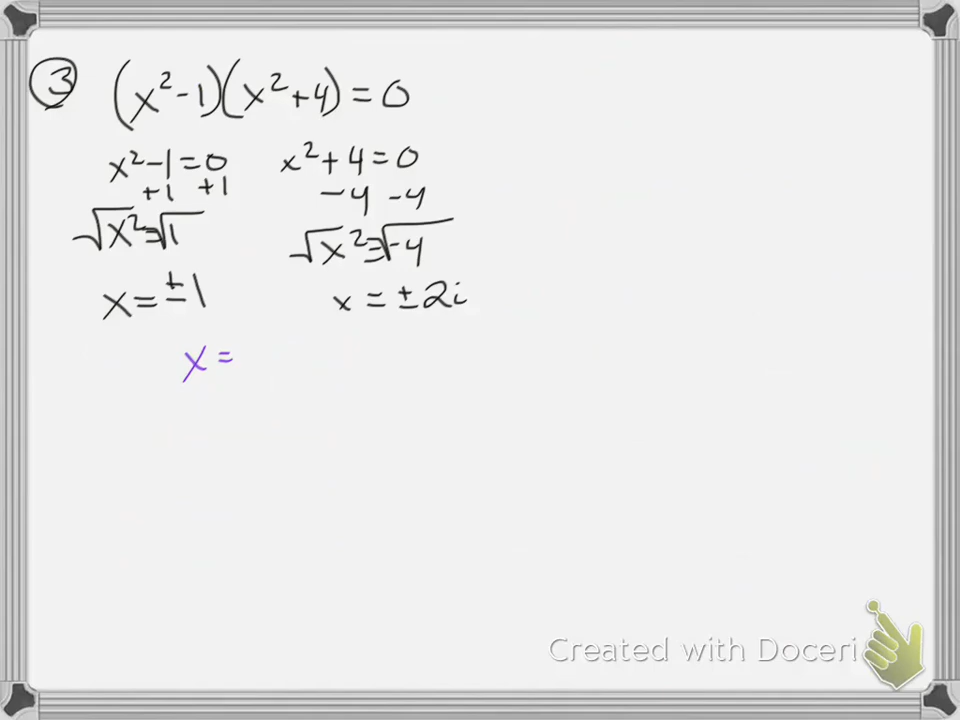 ③ (x²-1)(x²+4) = 0
x²-1=0 x²+4=0
+1 +1 -4 -4
√x²=√1 √x²=√-4
x=±1 x=±2i
x=
Created with Doceri